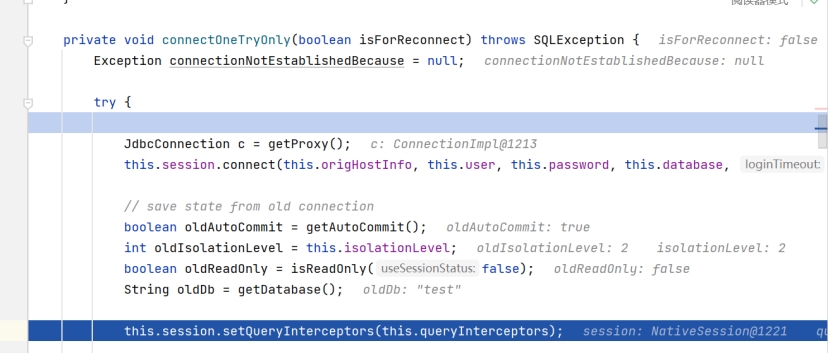 阅读器模式
}
private void connectOneTryOnly(boolean isForReconnect) throws SQLException {   isForReconnect: false
Exception connectionNotEstablishedBecause = null;   connectionNotEstablishedBecause: null
try {
JdbcConnection c = getProxy();   c: ConnectionImpl@1213
this.session.connect(this.origHostInfo, this.user, this.password, this.database,   loginTimeout:
// save state from old connection
boolean oldAutoCommit = getAutoCommit();   oldAutoCommit: true
int oldIsolationLevel = this.isolationLevel;   oldIsolationLevel: 2   isolationLevel: 2
boolean oldReadOnly = isReadOnly( useSessionStatus: false);   oldReadOnly: false
String oldDb = getDatabase();   oldDb: "test"
this.session.setQueryInterceptors(this.queryInterceptors);   session: NativeSession@1221